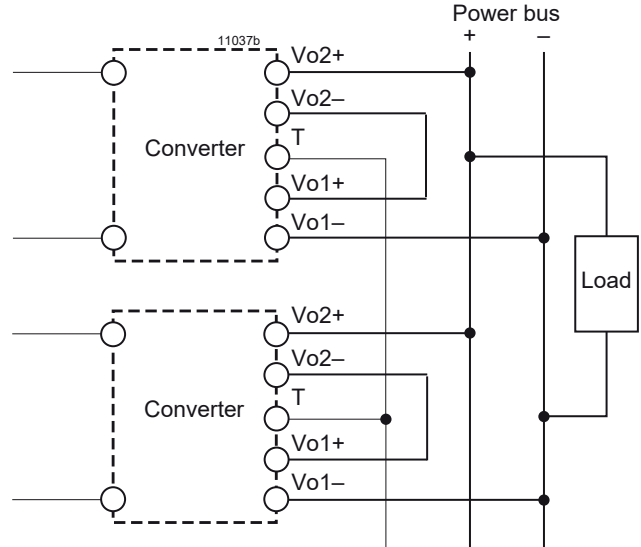 Power bus
+ –
11037b
Vo2+
Vo2–
T
Converter
Vo1+
Vo1–
Load
Vo2+
Vo2–
T
Converter
Vo1+
Vo1–